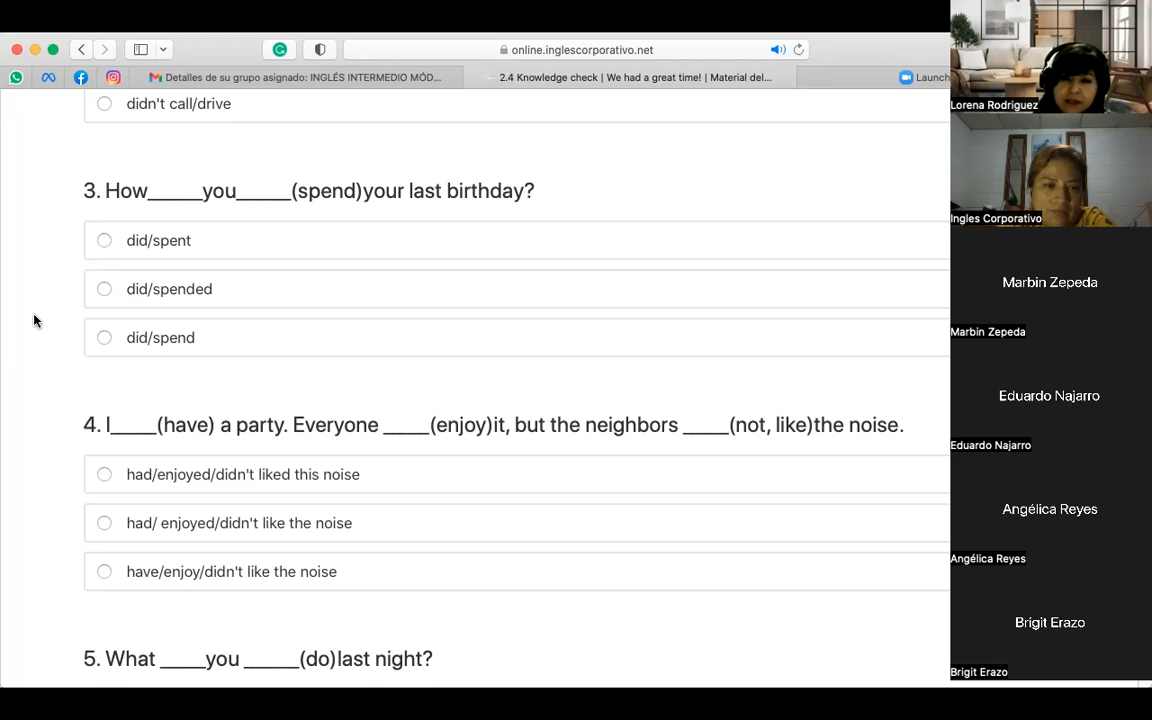 online.inglescorporativo.net
Detalles de su grupo asignado: INGLÉS INTERMEDIO MÓD...
2.4 Knowledge check | We had a great time! | Material del...
Launch
didn't call/drive
3. How______you______(spend)your last birthday?
did/spent
did/spended
did/spend
4. I_____(have) a party. Everyone _____(enjoy)it, but the neighbors _____(not, like)the noise.
had/enjoyed/didn't liked this noise
had/ enjoyed/didn't like the noise
have/enjoy/didn't like the noise
5. What _____you ______(do)last night?
Lorena Rodriguez
Ingles Corporativo
Marbin Zepeda
Marbin Zepeda
Eduardo Najarro
Eduardo Najarro
Angélica Reyes
Angélica Reyes
Brigit Erazo
Brigit Erazo